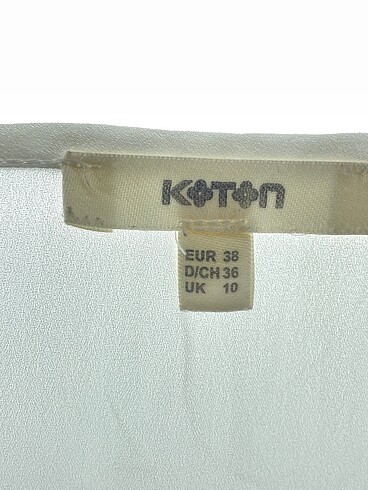 KOTON
EUR 38
D/CH 36
UK 10